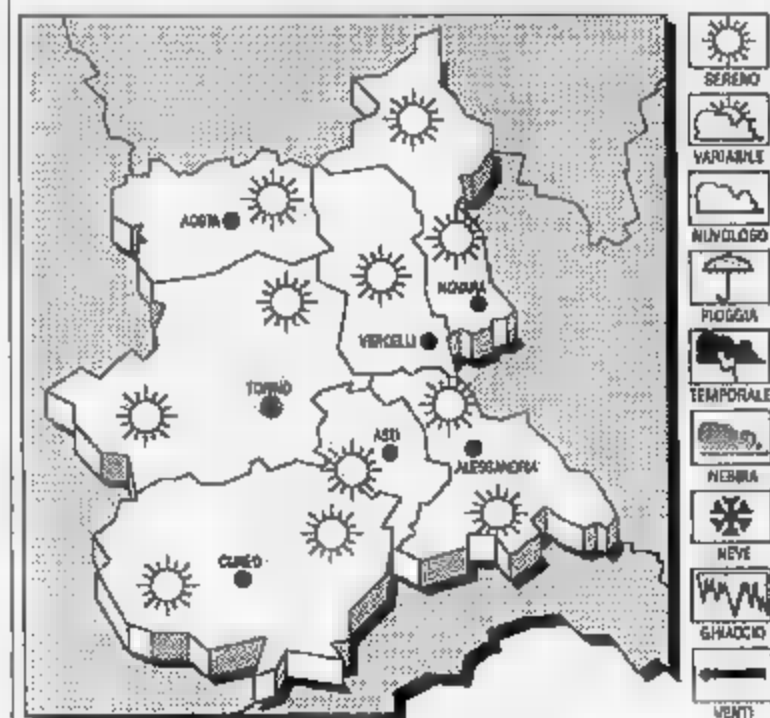 SERENO
VARIABILE
NUVOLOSO
PIOGGIA
TEMPORALE
NEBBIA
NEVE
GHIACCIO
VENTI
AOSTA
NOVARA
VERCELLI
TORINO
ASTI
ALESSANDRIA
CUNEO